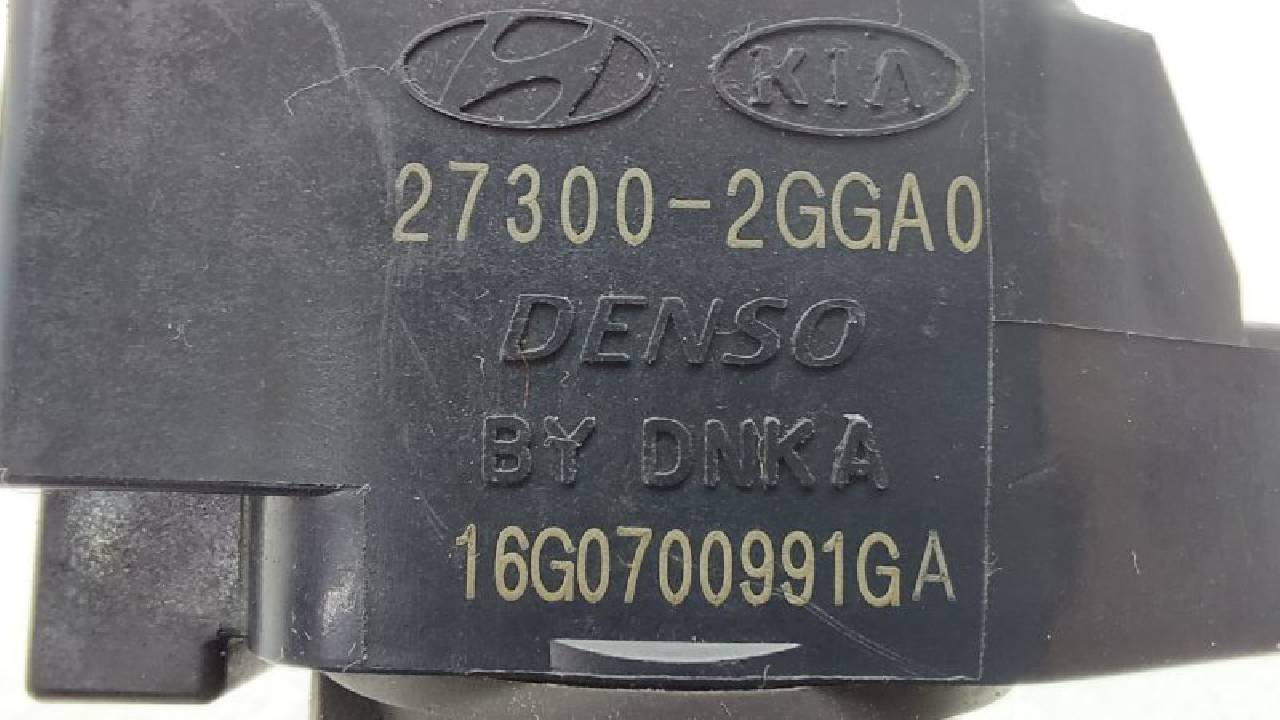 KIA
27300-2GGA0
DENSO
BY DNKA
16G0700991GA